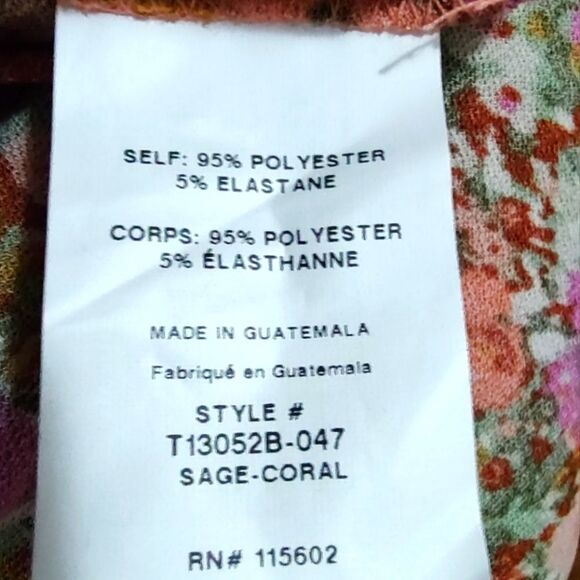 SELF: 95% POLYESTER
5% ELASTANE
CORPS: 95% POLYESTER
5% ÉLASTHANNE
MADE IN GUATEMALA
Fabriqué en Guatemala
STYLE #
T13052B-047
SAGE-CORAL
RN# 115602